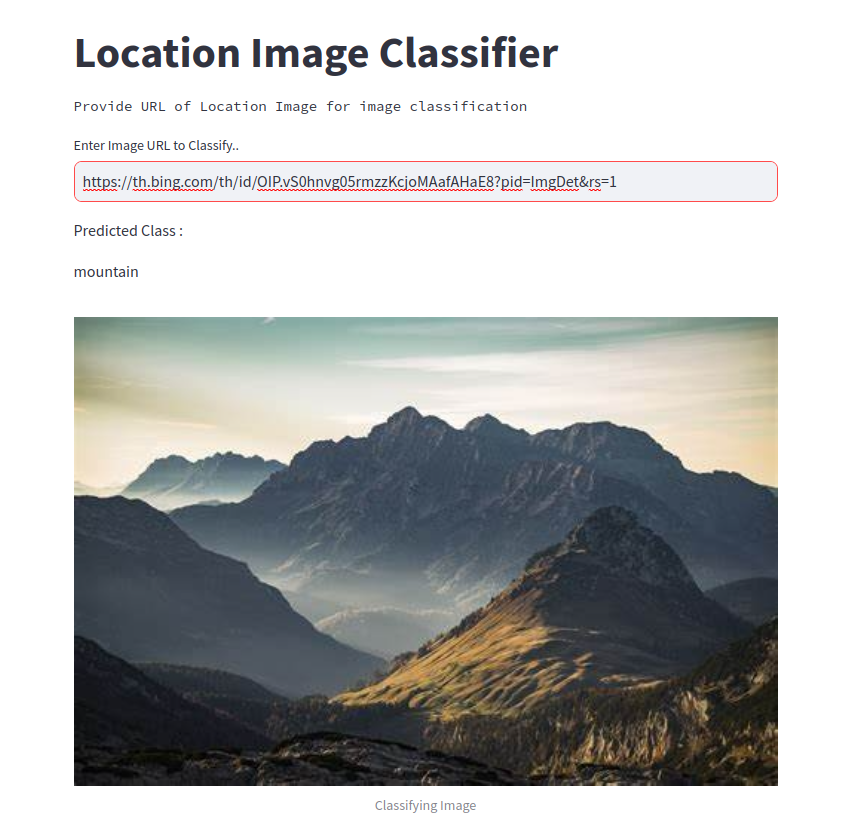 Location Image Classifier
Provide URL of Location Image for image classification
Enter Image URL to Classify..
https://th.bing.com/th/id/OIP.vS0hnvg05rmzzKcjoMAafAHaE8?pid=ImgDet&rs=1
Predicted Class :
mountain
Classifying Image